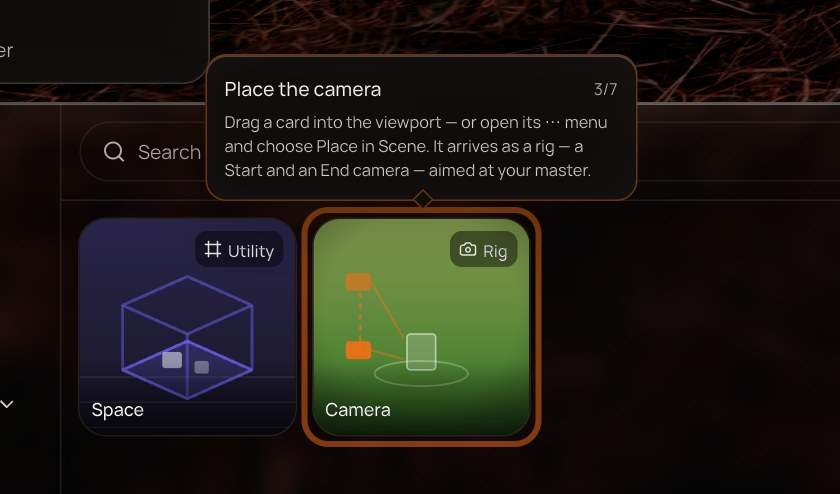 er
Place the camera
3/7
Drag a card into the viewport — or open its ··· menu
and choose Place in Scene. It arrives as a rig — a
Start and an End camera — aimed at your master.
Search
Utility
Rig
Space
Camera